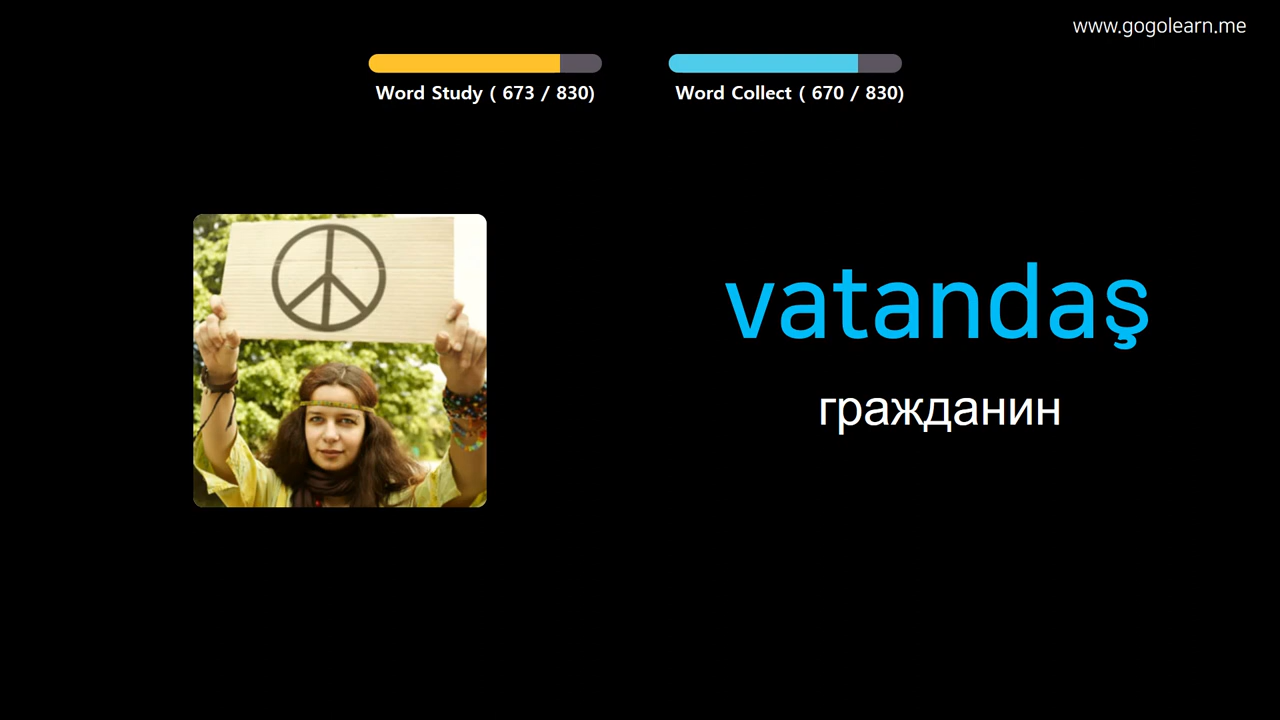 www.gogolearn.me
Word Study ( 673 / 830)
Word Collect ( 670 / 830)
vatandaş
гражданин